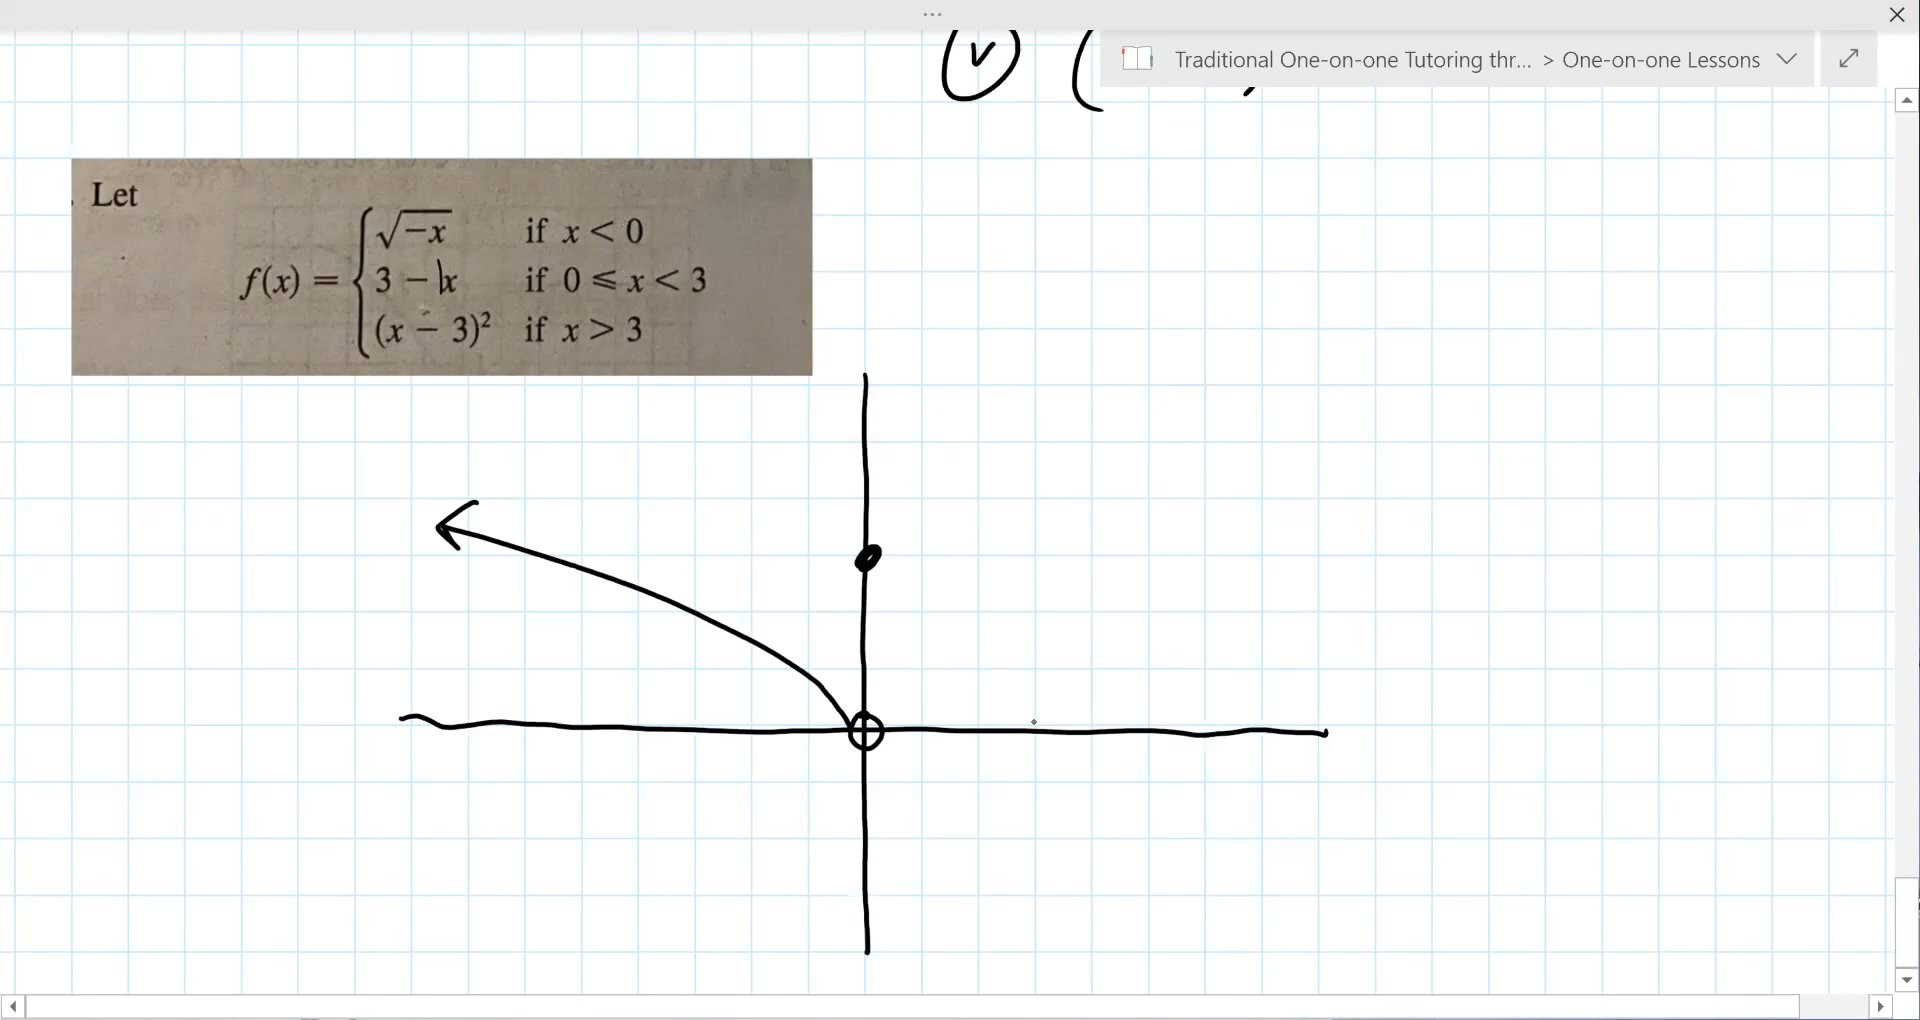 ...
v (
Traditional One-on-one Tutoring thr... > One-on-one Lessons
Let
f(x) = { √−x if x < 0
3 − x if 0 ⩽ x < 3
(x − 3)² if x > 3